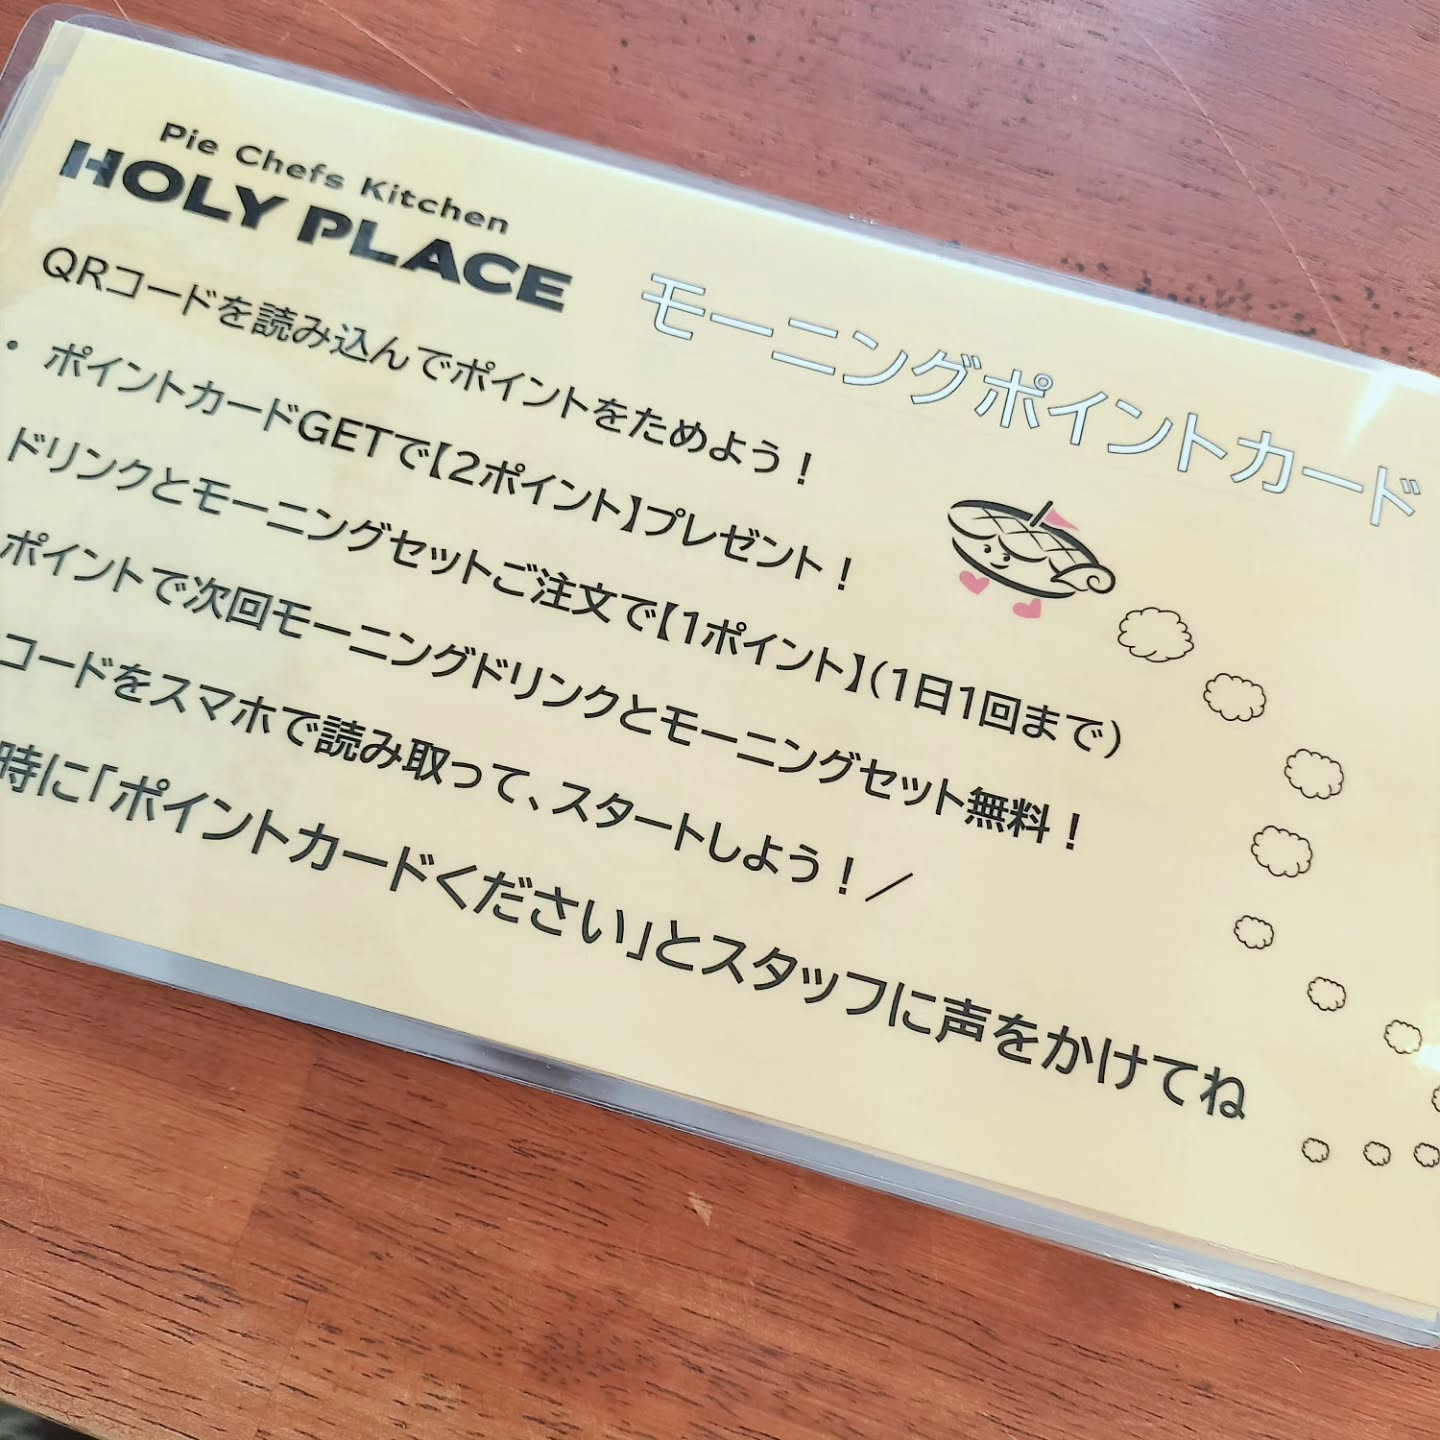 Pie Chefs Kitchen
HOLY PLACE
モーニングポイントカード
QRコードを読み込んでポイントをためよう！
・ポイントカードGETで【2ポイント】プレゼント！
ドリンクとモーニングセットご注文で【1ポイント】（1日1回まで）
ポイントで次回モーニングドリンクとモーニングセット無料！
コードをスマホで読み取って、スタートしよう！／
時に「ポイントカードください」とスタッフに声をかけてね